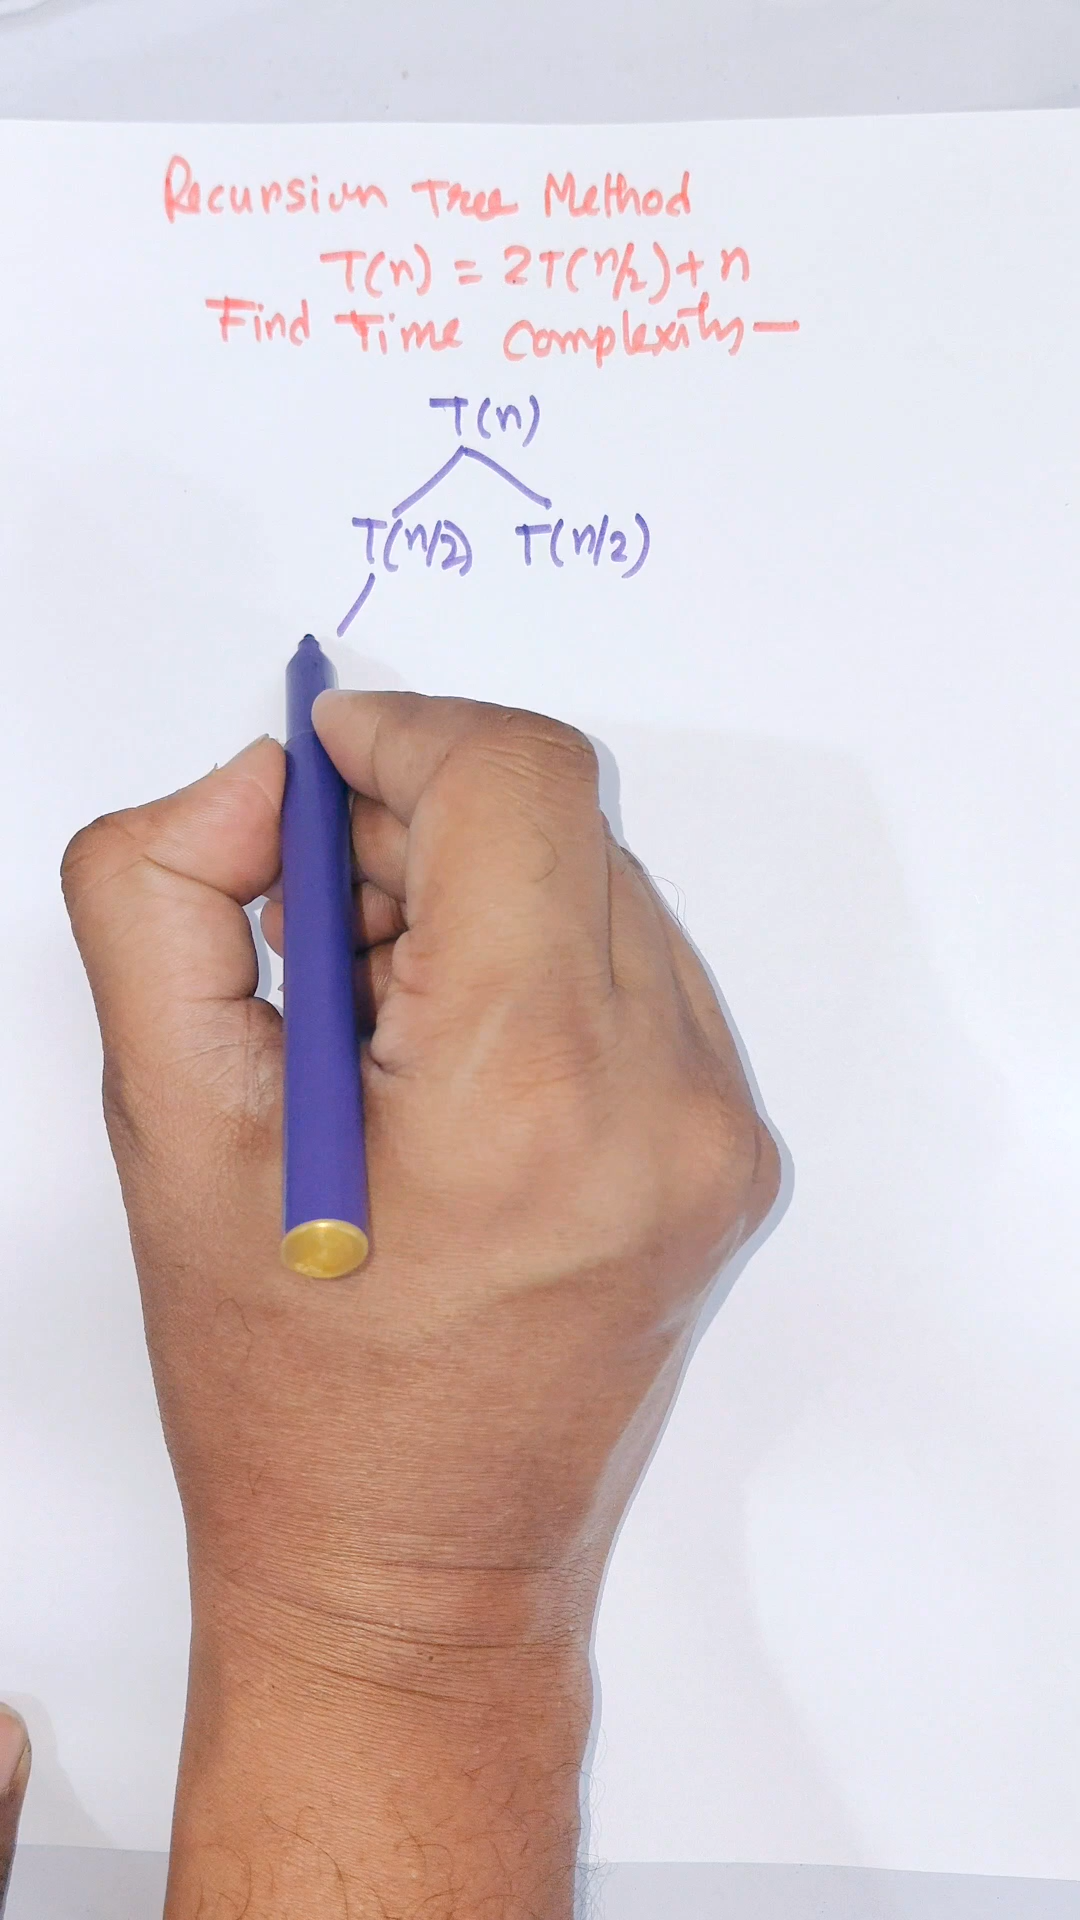 Recursion Tree Method
T(n) = 2T(n/2) + n
Find Time complexity —
T(n)
T(n/2) T(n/2)